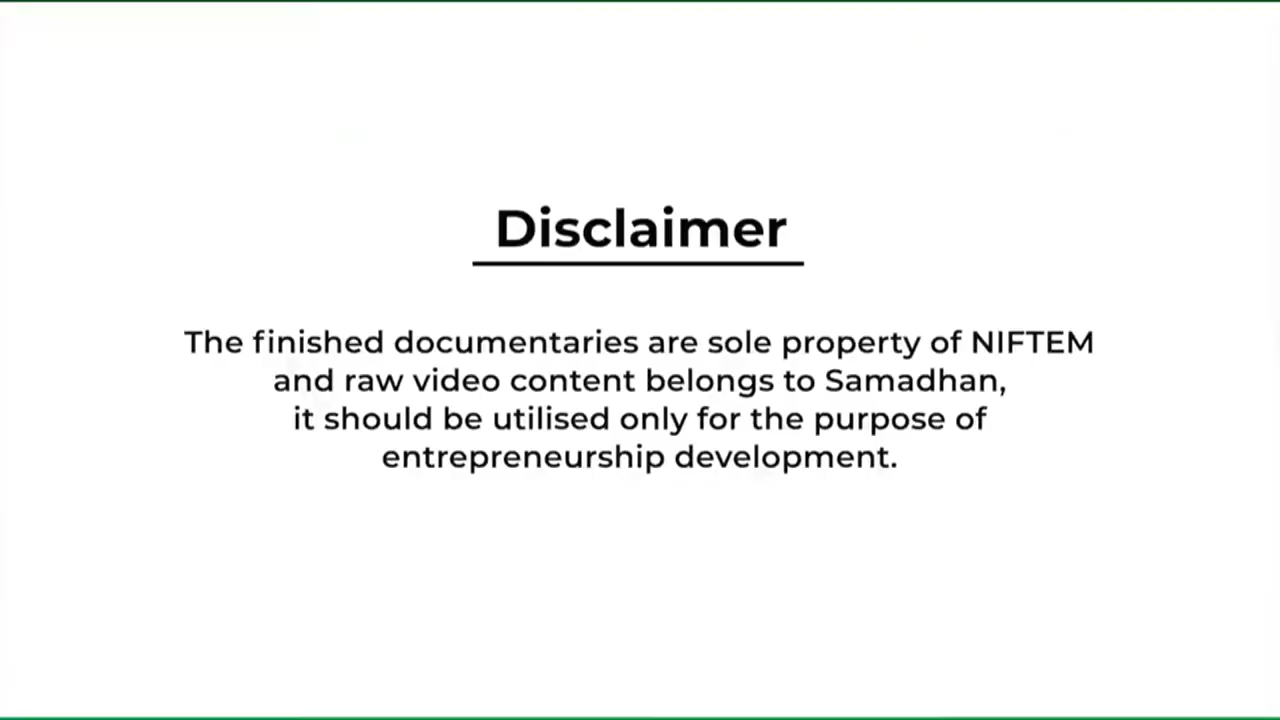 Disclaimer
The finished documentaries are sole property of NIFTEM
and raw video content belongs to Samadhan,
it should be utilised only for the purpose of
entrepreneurship development.